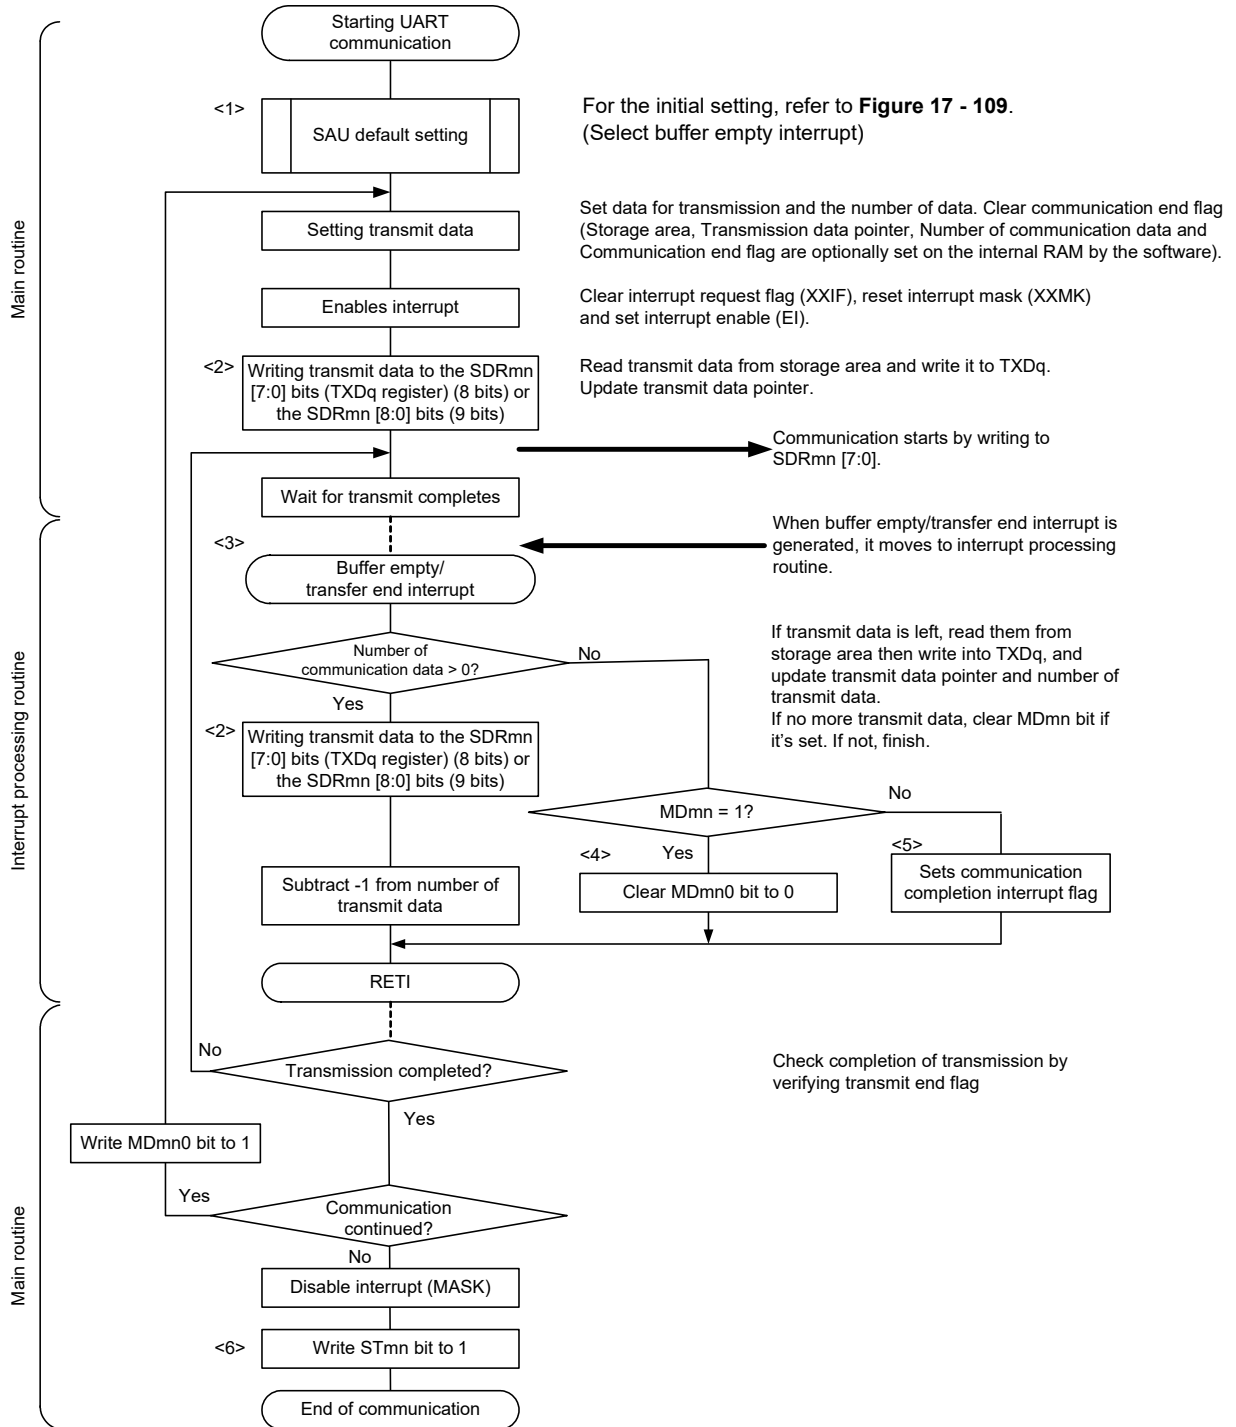 Starting UART
communication
<1>
SAU default setting
For the initial setting, refer to Figure 17 - 109.
(Select buffer empty interrupt)
Main routine
Setting transmit data
Set data for transmission and the number of data. Clear communication end flag
(Storage area, Transmission data pointer, Number of communication data and
Communication end flag are optionally set on the internal RAM by the software).
Enables interrupt
Clear interrupt request flag (XXIF), reset interrupt mask (XXMK)
and set interrupt enable (EI).
<2>
Writing transmit data to the SDRmn
[7:0] bits (TXDq register) (8 bits) or
the SDRmn [8:0] bits (9 bits)
Read transmit data from storage area and write it to TXDq.
Update transmit data pointer.
Communication starts by writing to
SDRmn [7:0].
Wait for transmit completes
<3>
When buffer empty/transfer end interrupt is
generated, it moves to interrupt processing
routine.
Buffer empty/
transfer end interrupt
Interrupt processing routine
Number of
communication data > 0?
No
Yes
If transmit data is left, read them from
storage area then write into TXDq, and
update transmit data pointer and number of
transmit data.
If no more transmit data, clear MDmn bit if
it's set. If not, finish.
<2>
Writing transmit data to the SDRmn
[7:0] bits (TXDq register) (8 bits) or
the SDRmn [8:0] bits (9 bits)
MDmn = 1?
No
Yes
<4>
<5>
Subtract -1 from number of
transmit data
Clear MDmn0 bit to 0
Sets communication
completion interrupt flag
RETI
Main routine
No
Transmission completed?
Check completion of transmission by
verifying transmit end flag
Yes
Write MDmn0 bit to 1
Yes
Communication
continued?
No
Disable interrupt (MASK)
<6>
Write STmn bit to 1
End of communication